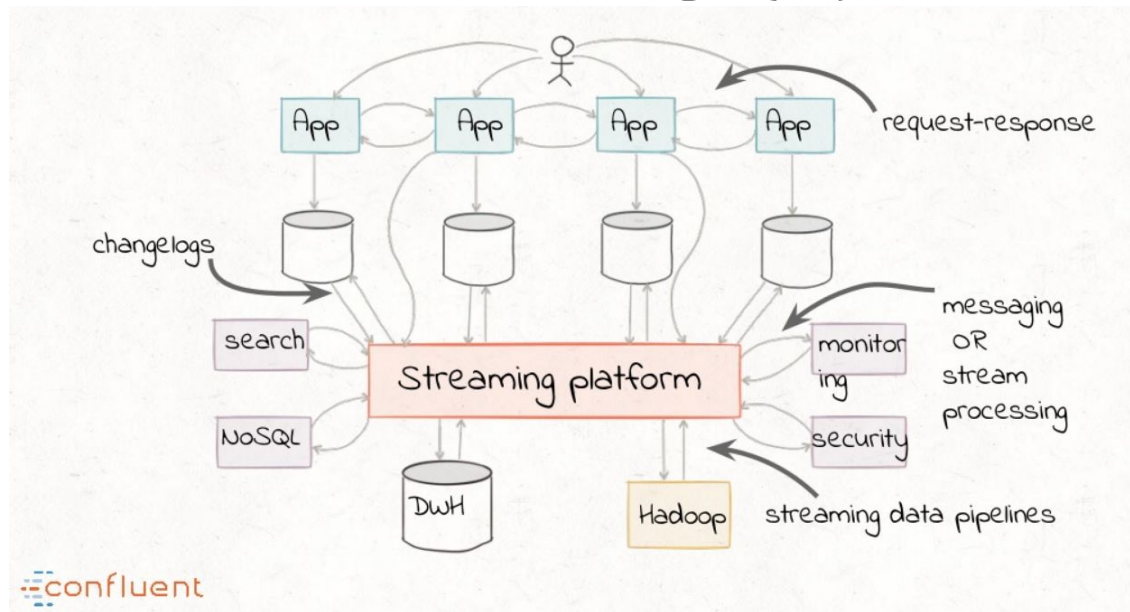 App
App
App
App
request-response
changelogs
messaging
OR
stream
processing
search
monitor
ing
Streaming platform
NoSQL
security
DWH
Hadoop
streaming data pipelines
confluent